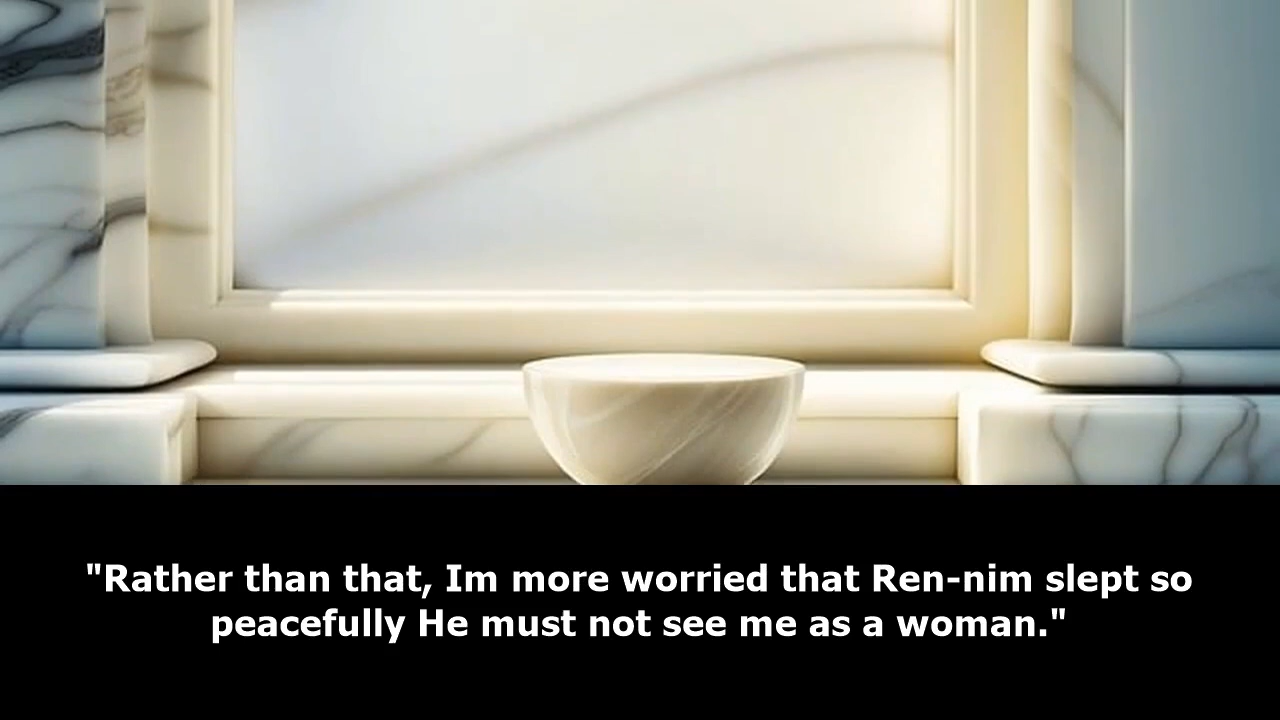 "Rather than that, Im more worried that Ren-nim slept so
peacefully He must not see me as a woman."